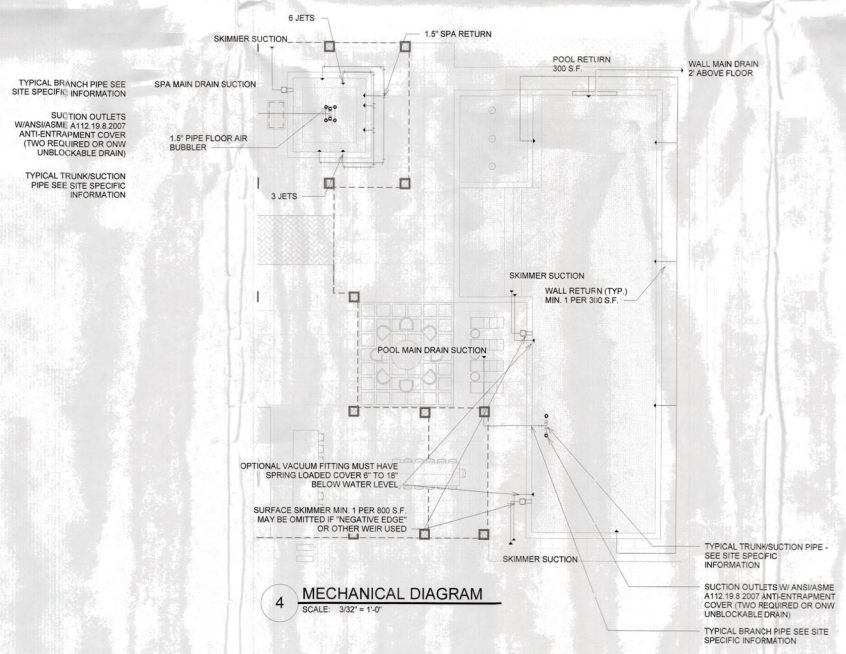 6 JETS
SKIMMER SUCTION
1.5" SPA RETURN
POOL RETURN
300 S.F.
WALL MAIN DRAIN
2' ABOVE FLOOR
TYPICAL BRANCH PIPE SEE
SITE SPECIFIC INFORMATION
SPA MAIN DRAIN SUCTION
SUCTION OUTLETS
W/ANSI/ASME A112.19.8.2007
ANTI-ENTRAPMENT COVER
(TWO REQUIRED OR ONW
UNBLOCKABLE DRAIN)
1.5" PIPE FLOOR AIR
BUBBLER
TYPICAL TRUNK/SUCTION
PIPE SEE SITE SPECIFIC
INFORMATION
3 JETS
SKIMMER SUCTION
WALL RETURN (TYP.)
MIN. 1 PER 300 S.F.
POOL MAIN DRAIN SUCTION
OPTIONAL VACUUM FITTING MUST HAVE
SPRING LOADED COVER 6" TO 18"
BELOW WATER LEVEL
SURFACE SKIMMER MIN. 1 PER 800 S.F.
MAY BE OMITTED IF "NEGATIVE EDGE"
OR OTHER WEIR USED
SKIMMER SUCTION
TYPICAL TRUNK/SUCTION PIPE -
SEE SITE SPECIFIC
INFORMATION
SUCTION OUTLETS W/ ANSI/ASME
A112.19.8 2007 ANTI-ENTRAPMENT
COVER (TWO REQUIRED OR ONW
UNBLOCKABLE DRAIN)
TYPICAL BRANCH PIPE SEE SITE
SPECIFIC INFORMATION
4 MECHANICAL DIAGRAM
SCALE: 3/32" = 1'-0"